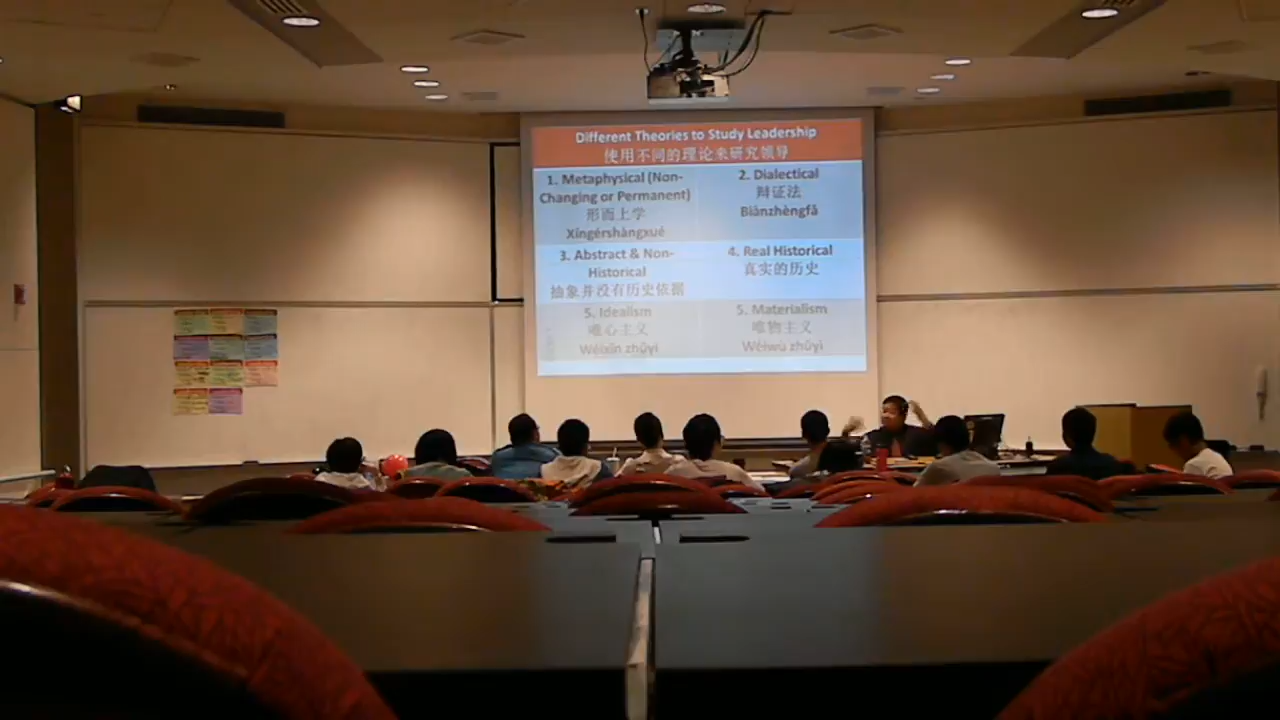 Different Theories to Study Leadership
使用不同的理论来研究领导
1. Metaphysical (Non-
Changing or Permanent)
形而上学
Xíngérshàngxué
2. Dialectical
辩证法
Biànzhèngfǎ
3. Abstract & Non-
Historical
抽象并没有历史依据
4. Real Historical
真实的历史
5. Idealism
唯心主义
Wéixīn zhǔyì
5. Materialism
唯物主义
Wéiwù zhǔyì